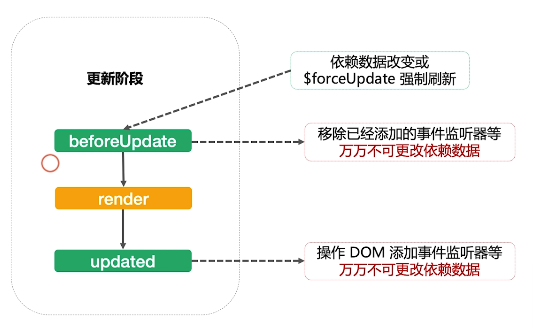 更新阶段
依赖数据改变或
$forceUpdate 强制刷新
beforeUpdate
移除已经添加的事件监听器等
万万不可更改依赖数据
render
updated
操作 DOM 添加事件监听器等
万万不可更改依赖数据